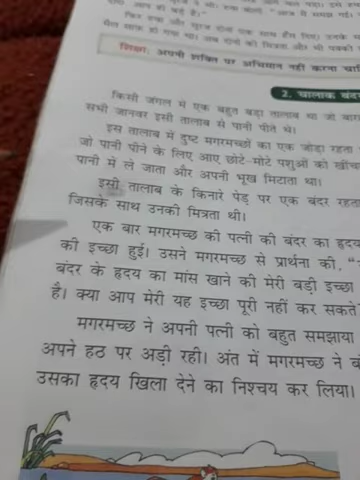 शिक्षा: अपनी शक्ति पर अभिमान नहीं करना
2. चालाक बंदर
किसी जंगल में एक बहुत बड़ा तालाब था जो
सभी जानवर इसी तालाब से पानी पीते थे।
इस तालाब में दुष्ट मगरमच्छों का एक जोड़ा रहता
जो पानी पीने के लिए आए छोटे-मोटे पशुओं को
पानी में ले जाता और अपनी भूख मिटाता था।
इसी तालाब के किनारे पेड़ पर एक बंदर रहता
जिसके साथ उनकी मित्रता थी।
एक बार मगरमच्छ की पत्नी की बंदर का हृदय
की इच्छा हुई। उसने मगरमच्छ से प्रार्थना की, "
बंदर के हृदय का मांस खाने की मेरी बड़ी इच्छा
है। क्या आप मेरी यह इच्छा पूरी नहीं कर सकते
मगरमच्छ ने अपनी पत्नी को बहुत समझाया
अपने हठ पर अड़ी रही। अंत में मगरमच्छ ने
उसका हृदय खिला देने का निश्चय कर लिया।